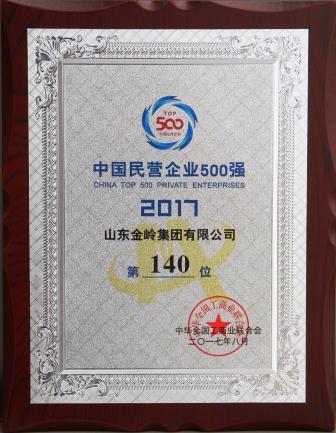 TOP
500
中国民营企业500强
CHINA TOP 500 PRIVATE ENTERPRISES
2017
山东金岭集团有限公司
第 140 位
中华全国工商业联合会
二〇一七年八月